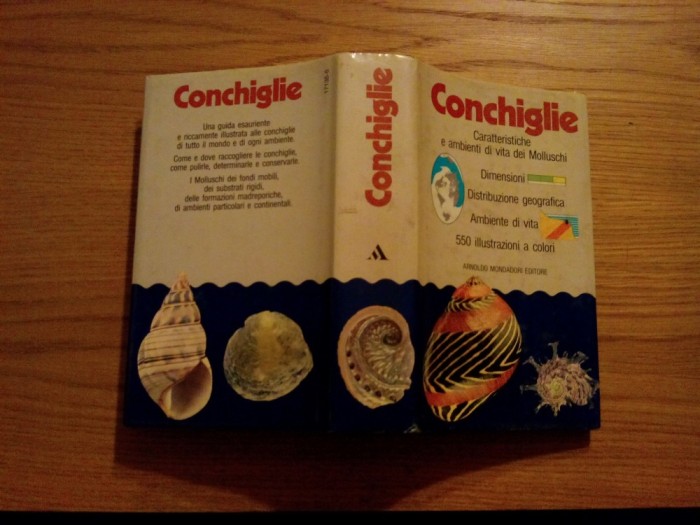 Conchiglie
Una guida esauriente
e riccamente illustrata alle conchiglie
di tutto il mondo e di ogni ambiente.
Come e dove raccogliere le conchiglie,
come pulirle, determinarle e conservarle.
I Molluschi dei fondi mobili,
dei substrati rigidi,
delle formazioni madreporiche,
di ambienti particolari e continentali.
Conchiglie
Conchiglie
Caratteristiche
e ambienti di vita dei Molluschi
Dimensioni
Distribuzione geografica
Ambiente di vita
550 illustrazioni a colori
ARNOLDO MONDADORI EDITORE